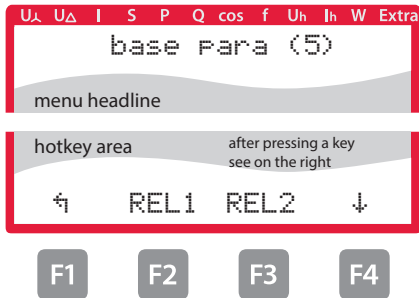 U⅄ U∆ I S P Q cos f Uh Ih W Extra
base para (5)
menu headline
hotkey area
after pressing a key
see on the right
↰ REL1 REL2 ↓
F1 F2 F3 F4